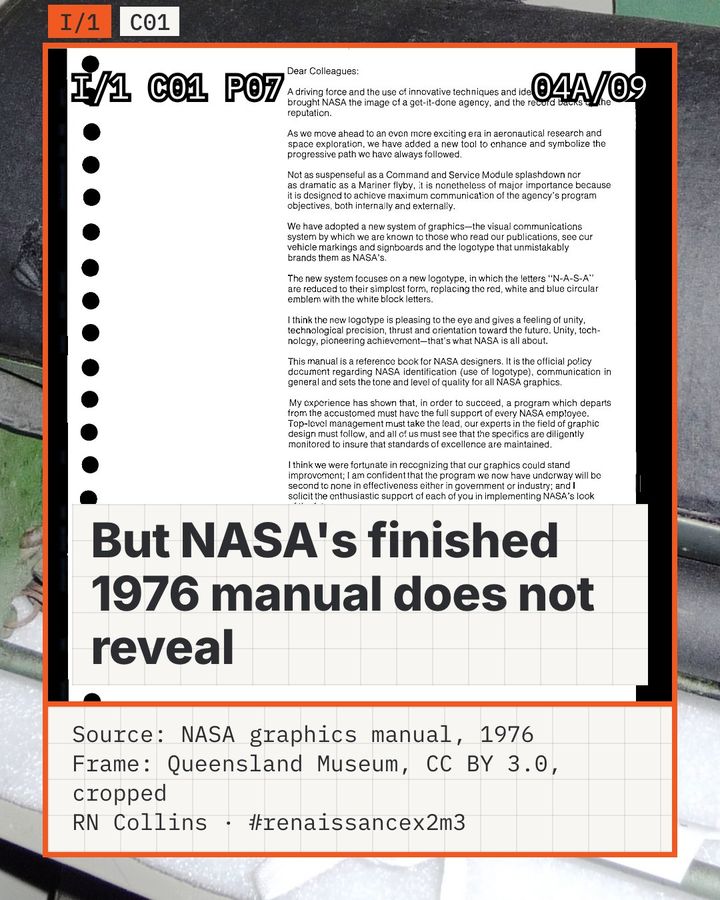 I/1 C01
I/1 C01 P07
04A/09
Dear Colleagues:
A driving force and the use of innovative techniques and
brought NASA the image of a get-it-done agency, and the record backs
reputation.
As we move ahead to an even more exciting era in aeronautical research and
space exploration, we have added a new tool to enhance and symbolize the
progressive path we have always followed.
Not as suspenseful as a Command and Service Module splashdown nor
as dramatic as a Mariner flyby, it is nonetheless of major importance because
it is designed to achieve maximum communication of the agency's program
objectives, both internally and externally.
We have adopted a new system of graphics—the visual communications
system by which we are known to those who read our publications, see our
vehicle markings and signboards and the logotype that unmistakably
brands them as NASA's.
The new system focuses on a new logotype, in which the letters "N-A-S-A"
are reduced to their simplest form, replacing the red, white and blue circular
emblem with the white block letters.
I think the new logotype is pleasing to the eye and gives a feeling of unity,
technological precision, thrust and orientation toward the future. Unity, tech-
nology, pioneering achievement—that's what NASA is all about.
This manual is a reference book for NASA designers. It is the official policy
document regarding NASA identification (use of logotype), communication in
general and sets the tone and level of quality for all NASA graphics.
My experience has shown that, in order to succeed, a program which departs
from the accustomed must have the full support of every NASA employee.
Top-level management must take the lead, our experts in the field of graphic
design must follow, and all of us must see that the specifics are diligently
monitored to insure that standards of excellence are maintained.
I think we were fortunate in recognizing that our graphics could stand
improvement; I am confident that the program we now have underway will be
second to none in effectiveness either in government or industry; and I
solicit the enthusiastic support of each of you in implementing NASA's look
But NASA's finished
1976 manual does not
reveal
Source: NASA graphics manual, 1976
Frame: Queensland Museum, CC BY 3.0,
cropped
RN Collins · #renaissancex2m3